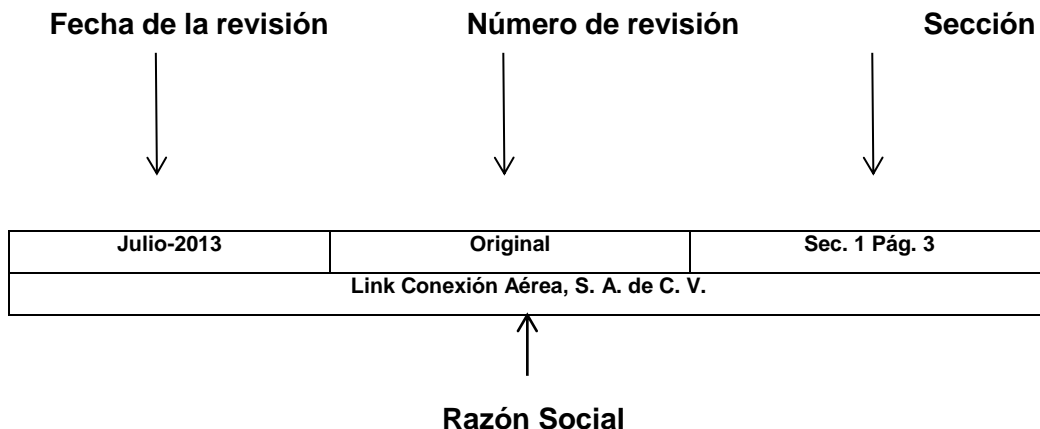 Fecha de la revisión Número de revisión Sección
Julio-2013 Original Sec. 1 Pág. 3
Link Conexión Aérea, S. A. de C. V.
Razón Social